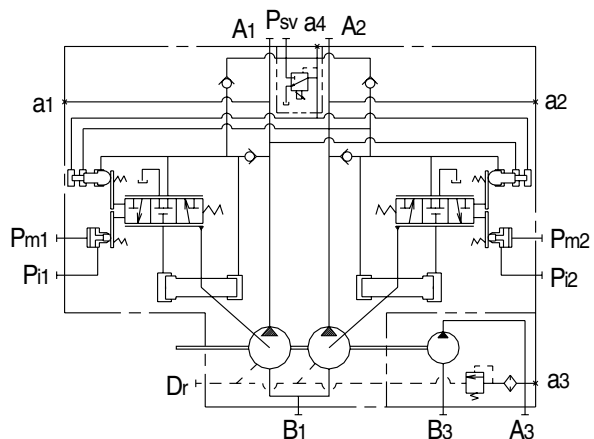 A1 Psv a4 A2
a1 a2
Pm1 Pm2
Pi1 Pi2
Dr a3
B1 B3 A3